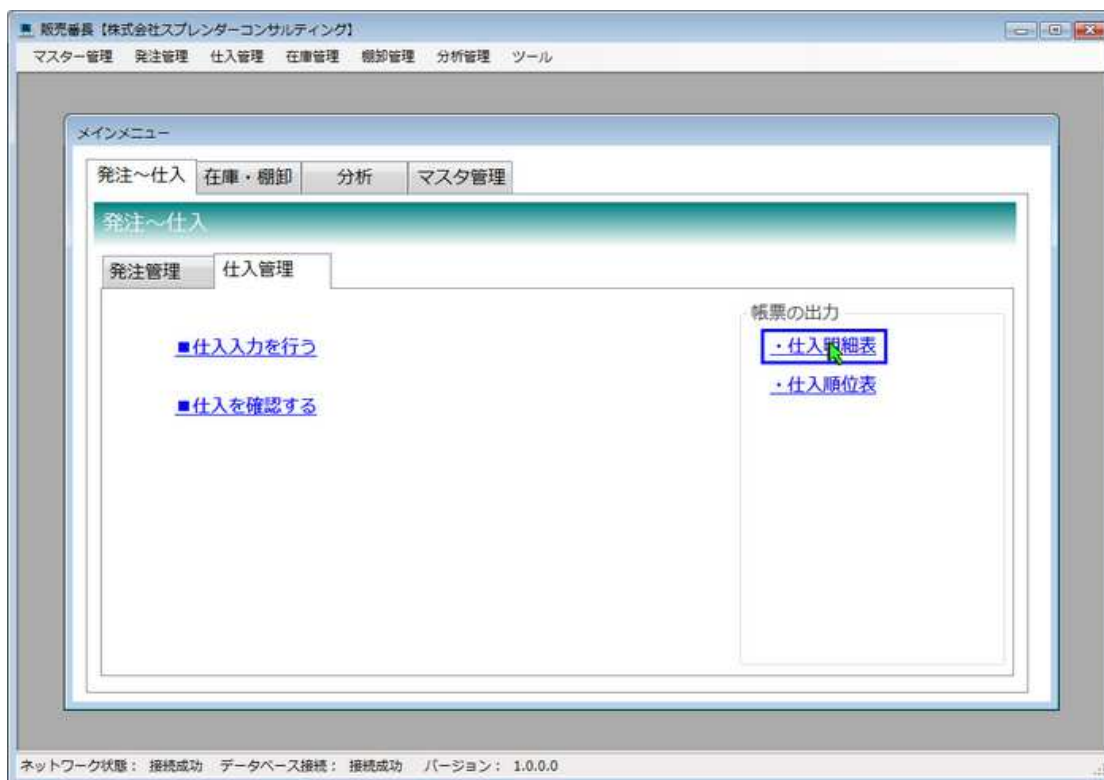 販売番長【株式会社スプレンダーコンサルティング】
マスター管理 発注管理 仕入管理 在庫管理 棚卸管理 分析管理 ツール
メインメニュー
発注～仕入 在庫・棚卸 分析 マスタ管理
発注～仕入
発注管理 仕入管理
帳票の出力
■仕入入力を行う
・仕入明細表
・仕入順位表
■仕入を確認する
ネットワーク状態： 接続成功 データベース接続： 接続成功 バージョン： 1.0.0.0